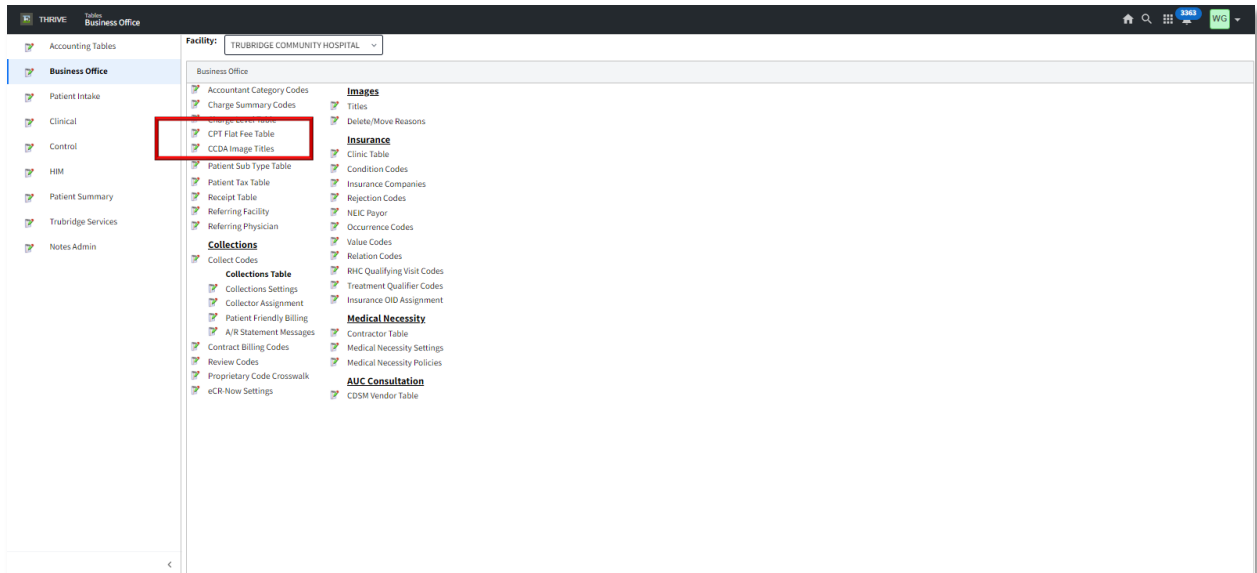 THRIVE
Tables
Business Office
3363
WG
Accounting Tables
Business Office
Patient Intake
Clinical
Control
HIM
Patient Summary
Trubridge Services
Notes Admin
Facility:
TRUBRIDGE COMMUNITY HOSPITAL
Business Office
Accountant Category Codes
Charge Summary Codes
Charge Level Table
CPT Flat Fee Table
CCDA Image Titles
Patient Sub Type Table
Patient Tax Table
Receipt Table
Referring Facility
Referring Physician
Collections
Collect Codes
Collections Table
Collections Settings
Collector Assignment
Patient Friendly Billing
A/R Statement Messages
Contract Billing Codes
Review Codes
Proprietary Code Crosswalk
eCR-Now Settings
Images
Titles
Delete/Move Reasons
Insurance
Clinic Table
Condition Codes
Insurance Companies
Rejection Codes
NEIC Payor
Occurrence Codes
Value Codes
Relation Codes
RHC Qualifying Visit Codes
Treatment Qualifier Codes
Insurance OID Assignment
Medical Necessity
Contractor Table
Medical Necessity Settings
Medical Necessity Policies
AUC Consultation
CDSM Vendor Table